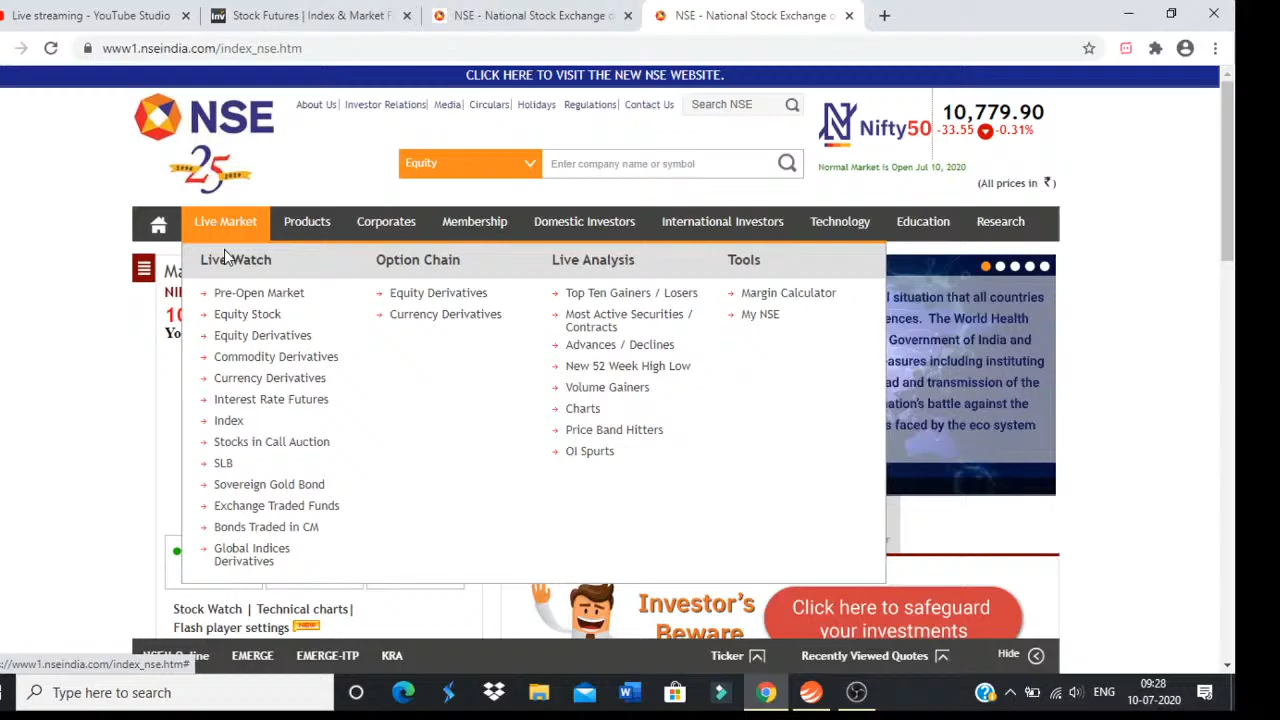 Live streaming - YouTube Studio
Stock Futures | Index & Market F
NSE - National Stock Exchange o
NSE - National Stock Exchange o
www1.nseindia.com/index_nse.htm
CLICK HERE TO VISIT THE NEW NSE WEBSITE.
NSE
25
About Us| Investor Relations| Media| Circulars| Holidays Regulations| Contact Us
Search NSE
Equity
Enter company name or symbol
Nifty50
10,779.90
-33.55 -0.31%
Normal Market is Open Jul 10, 2020
(All prices in ₹)
Live Market Products Corporates Membership Domestic Investors International Investors Technology Education Research
Live Watch
Pre-Open Market
Equity Stock
Equity Derivatives
Commodity Derivatives
Currency Derivatives
Interest Rate Futures
Index
Stocks in Call Auction
SLB
Sovereign Gold Bond
Exchange Traded Funds
Bonds Traded in CM
Global Indices
Derivatives
Option Chain
Equity Derivatives
Currency Derivatives
Live Analysis
Top Ten Gainers / Losers
Most Active Securities /
Contracts
Advances / Declines
New 52 Week High Low
Volume Gainers
Charts
Price Band Hitters
OI Spurts
Tools
Margin Calculator
My NSE
situation that all countries
The World Health
Government of India and
including instituting
and transmission of the
battle against the
faced by the eco system
Stock Watch | Technical charts|
Flash player settings NEW
Investor's
Beware
Click here to safeguard
your investments
EMERGE EMERGE-ITP KRA
Ticker Recently Viewed Quotes Hide
://www1.nseindia.com/index_nse.htm#
Type here to search
ENG
09:28
10-07-2020